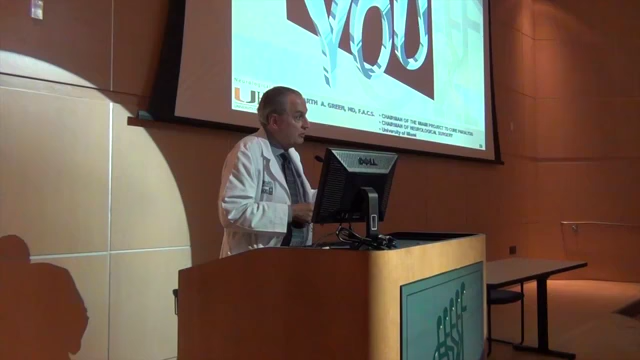 YOU
A. GREEN, MD, F.A.C.S.
• CHAIRMAN OF THE MIAMI PROJECT TO CURE PARALYSIS
• CHAIRMAN OF NEUROLOGICAL SURGERY
• University of Miami
DELL